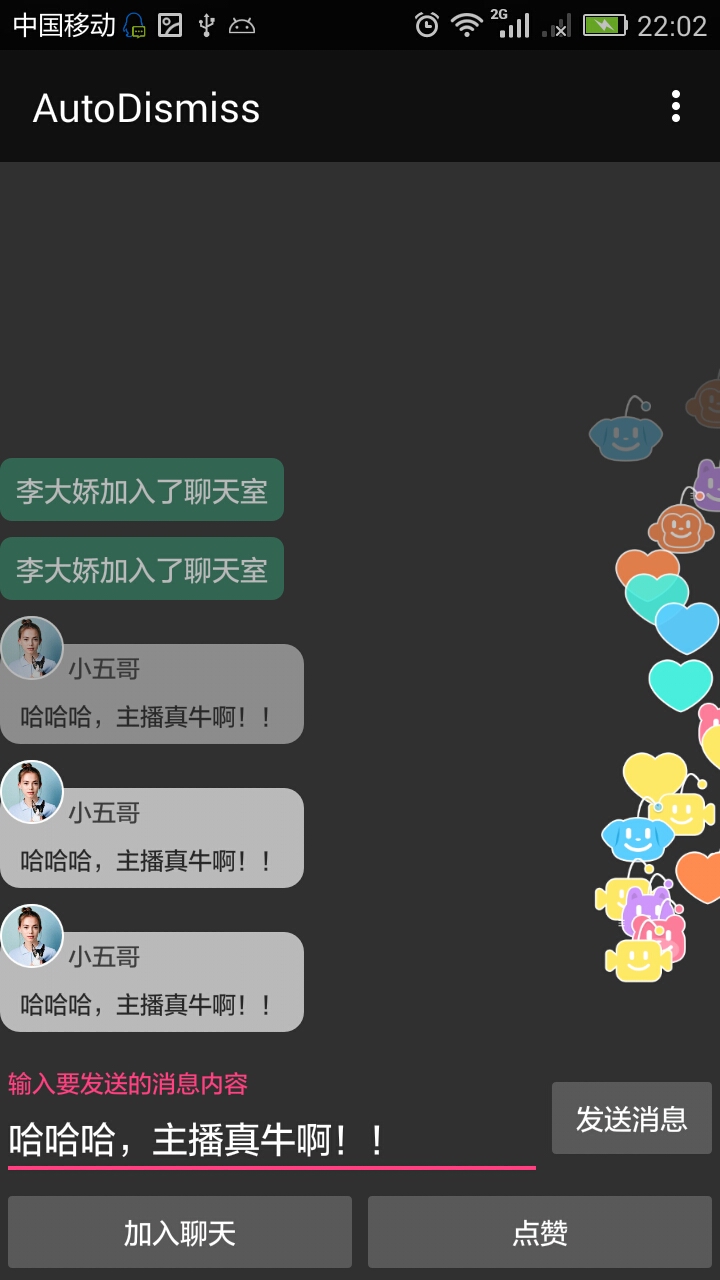 中国移动 2G 22:02
AutoDismiss
李大娇加入了聊天室
李大娇加入了聊天室
小五哥
哈哈哈，主播真牛啊！！
小五哥
哈哈哈，主播真牛啊！！
小五哥
哈哈哈，主播真牛啊！！
输入要发送的消息内容
哈哈哈，主播真牛啊！！
发送消息
加入聊天
点赞